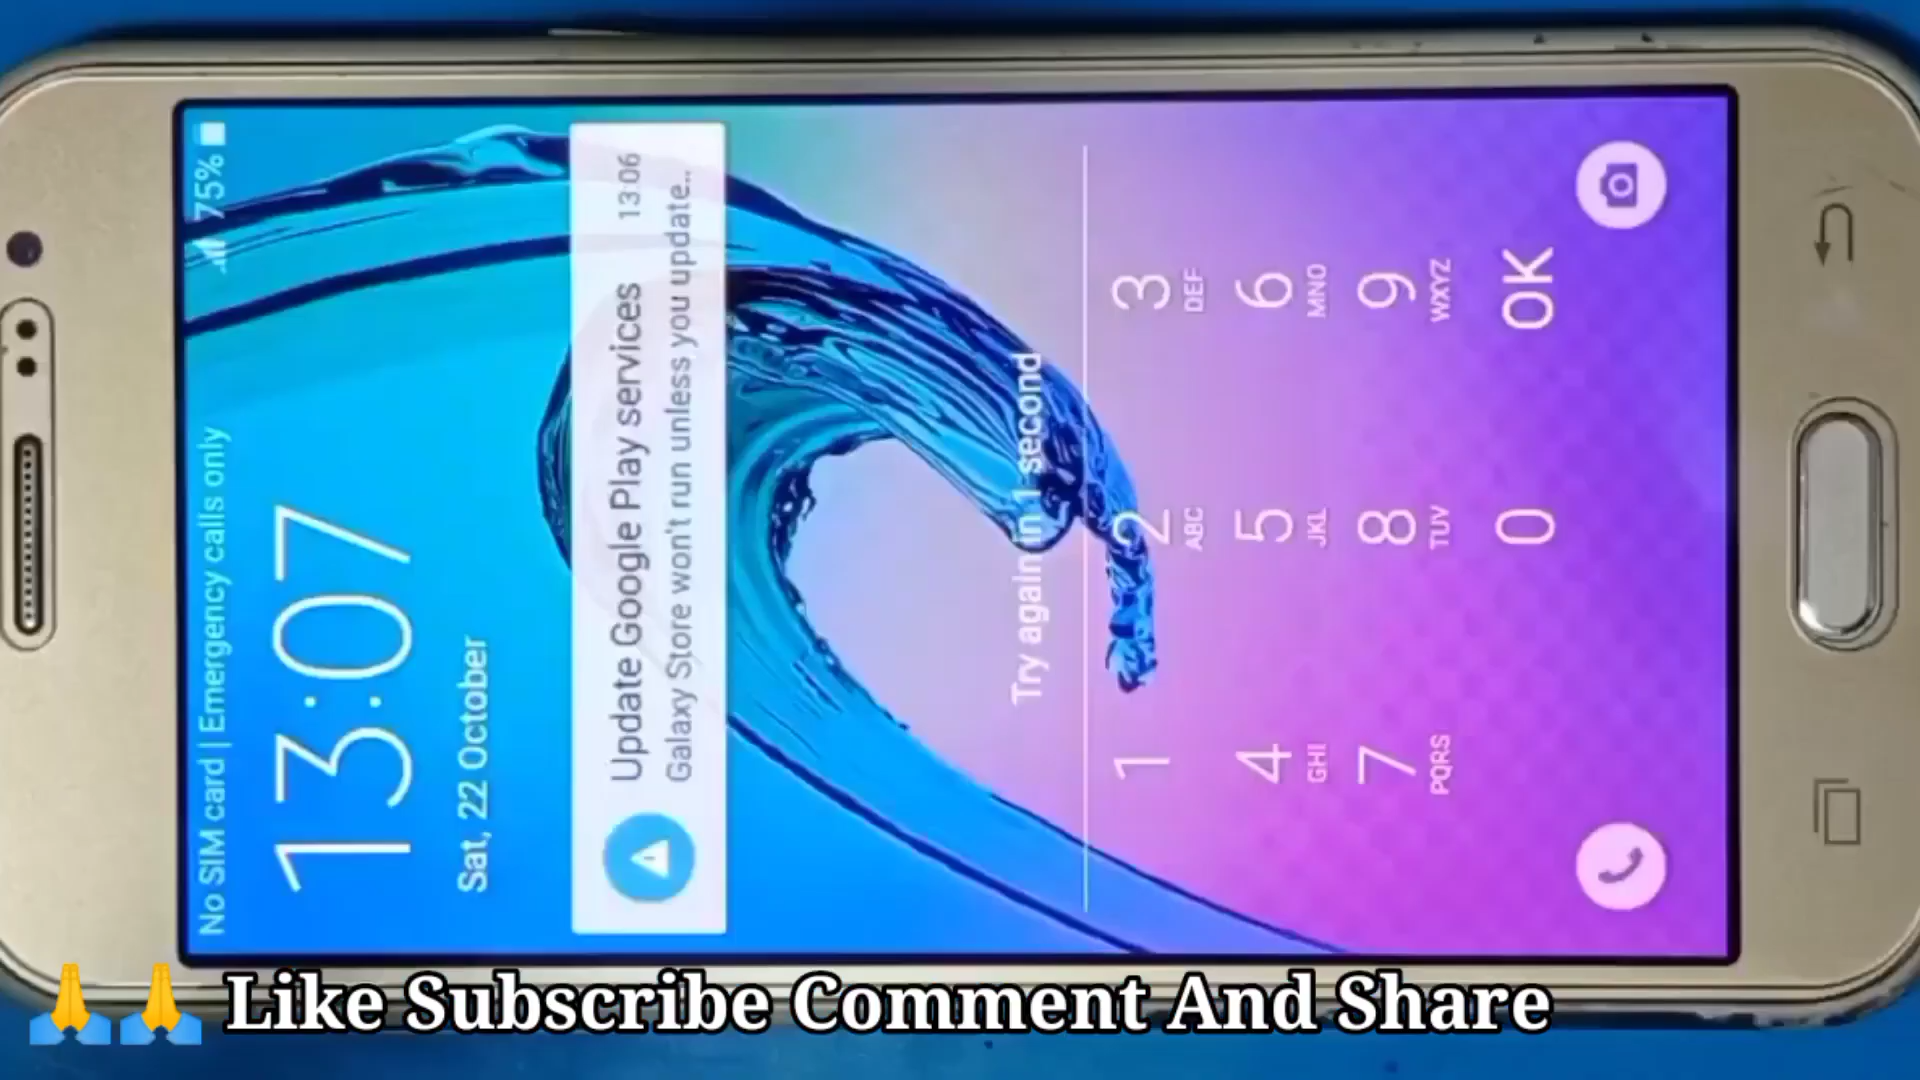 No SIM card | Emergency calls only 75%
13:07
Sat, 22 October
Update Google Play services 13:06
Galaxy Store won't run unless you update..
Try again in 1 second
1 2 ABC 3 DEF
4 GHI 5 JKL 6 MNO
7 PQRS 8 TUV 9 WXYZ
0 OK
🙏🙏 Like Subscribe Comment And Share